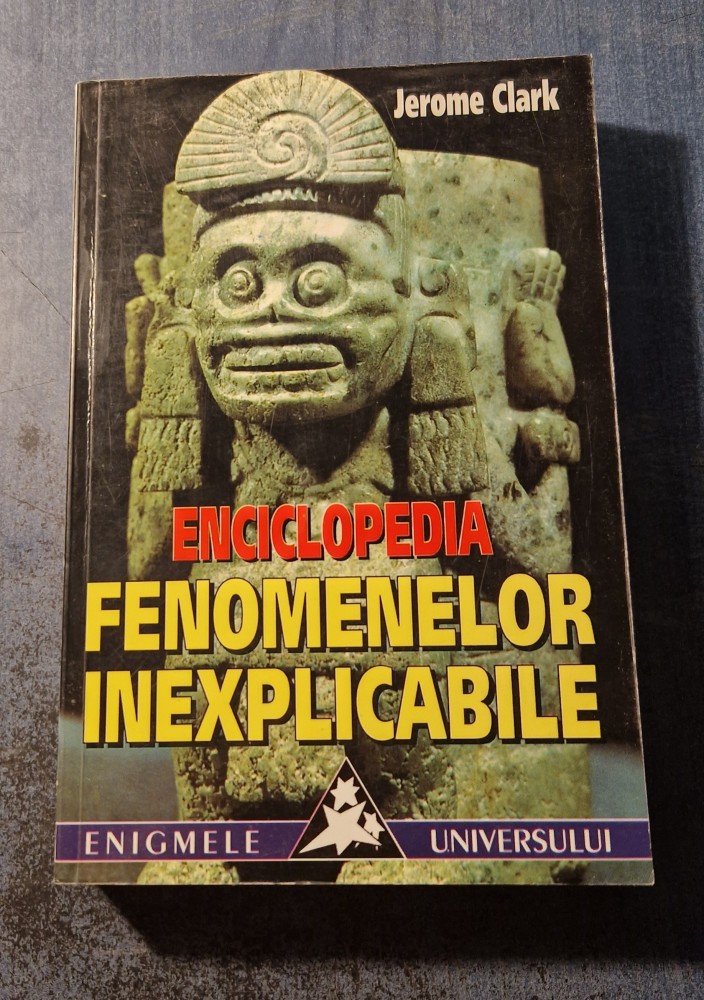 Jerome Clark
ENCICLOPEDIA
FENOMENELOR
INEXPLICABILE
ENIGMELE UNIVERSULUI